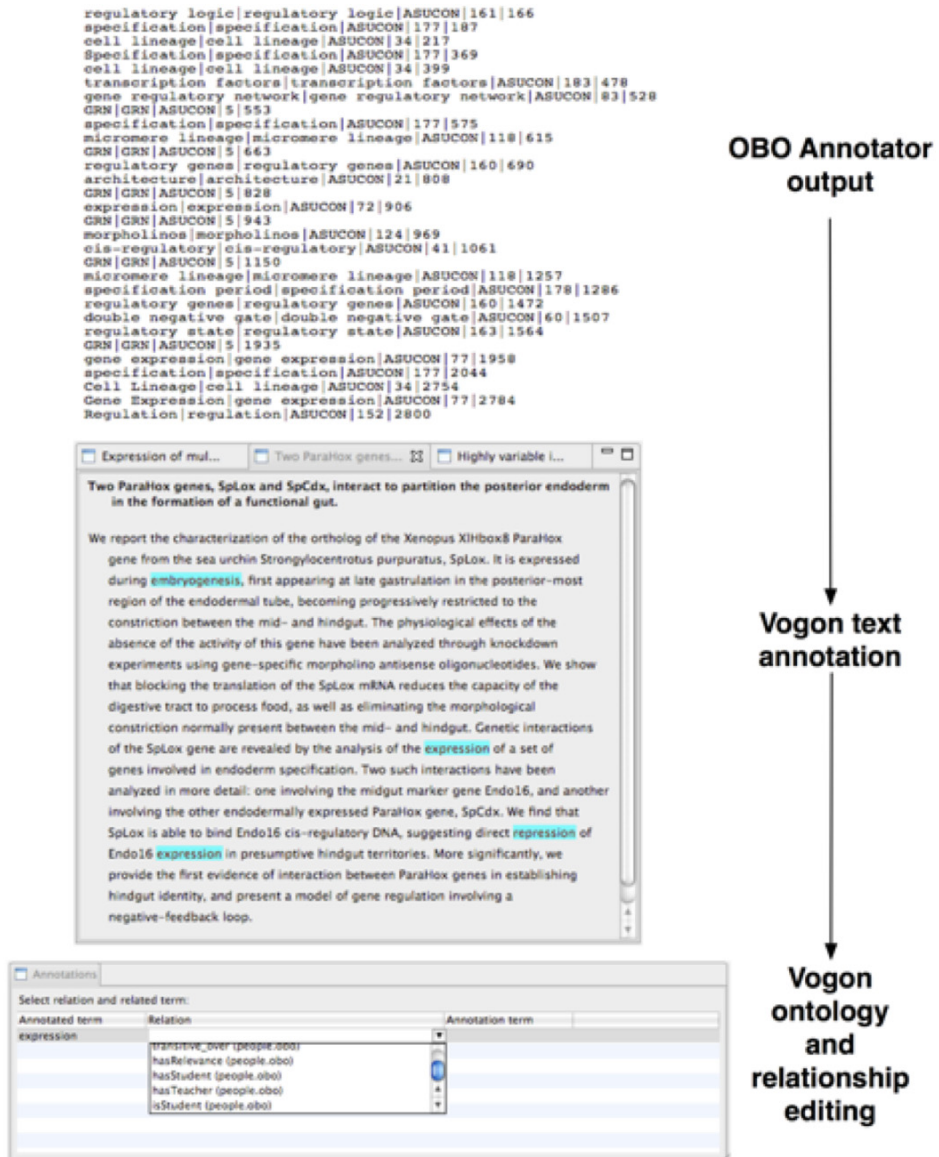 regulatory logic|regulatory logic|ASUCON|161|166
specification|specification|ASUCON|177|187
cell lineage|cell lineage|ASUCON|34|217
Specification|specification|ASUCON|177|369
cell lineage|cell lineage|ASUCON|34|399
transcription factors|transcription factors|ASUCON|183|478
gene regulatory network|gene regulatory network|ASUCON|83|528
GRN|GRN|ASUCON|5|553
specification|specification|ASUCON|177|575
micromere lineage|micromere lineage|ASUCON|118|615
GRN|GRN|ASUCON|5|663
regulatory genes|regulatory genes|ASUCON|160|690
architecture|architecture|ASUCON|21|808
GRN|GRN|ASUCON|5|828
expression|expression|ASUCON|72|906
GRN|GRN|ASUCON|5|943
morpholinos|morpholinos|ASUCON|124|969
cis-regulatory|cis-regulatory|ASUCON|41|1061
GRN|GRN|ASUCON|5|1150
micromere lineage|micromere lineage|ASUCON|118|1257
specification period|specification period|ASUCON|178|1286
regulatory genes|regulatory genes|ASUCON|160|1472
double negative gate|double negative gate|ASUCON|60|1507
regulatory state|regulatory state|ASUCON|163|1564
GRN|GRN|ASUCON|5|1935
gene expression|gene expression|ASUCON|77|1958
specification|specification|ASUCON|177|2044
Cell Lineage|cell lineage|ASUCON|34|2754
Gene Expression|gene expression|ASUCON|77|2784
Regulation|regulation|ASUCON|152|2800
OBO Annotator
output
Expression of mul... Two ParaHox genes... Highly variable i...
Two ParaHox genes, SpLox and SpCdx, interact to partition the posterior endoderm
in the formation of a functional gut.
We report the characterization of the ortholog of the Xenopus XlHbox8 ParaHox
gene from the sea urchin Strongylocentrotus purpuratus, SpLox. It is expressed
during embryogenesis, first appearing at late gastrulation in the posterior-most
region of the endodermal tube, becoming progressively restricted to the
constriction between the mid- and hindgut. The physiological effects of the
absence of the activity of this gene have been analyzed through knockdown
experiments using gene-specific morpholino antisense oligonucleotides. We show
that blocking the translation of the SpLox mRNA reduces the capacity of the
digestive tract to process food, as well as eliminating the morphological
constriction normally present between the mid- and hindgut. Genetic interactions
of the SpLox gene are revealed by the analysis of the expression of a set of
genes involved in endoderm specification. Two such interactions have been
analyzed in more detail: one involving the midgut marker gene Endo16, and another
involving the other endodermally expressed ParaHox gene, SpCdx. We find that
SpLox is able to bind Endo16 cis-regulatory DNA, suggesting direct repression of
Endo16 expression in presumptive hindgut territories. More significantly, we
provide the first evidence of interaction between ParaHox genes in establishing
hindgut identity, and present a model of gene regulation involving a
negative-feedback loop.
Vogon text
annotation
Annotations
Select relation and related term:
Annotated term Relation Annotation term
expression
transitive_over (people.obo)
hasRelevance (people.obo)
hasStudent (people.obo)
hasTeacher (people.obo)
isStudent (people.obo)
Vogon
ontology
and
relationship
editing